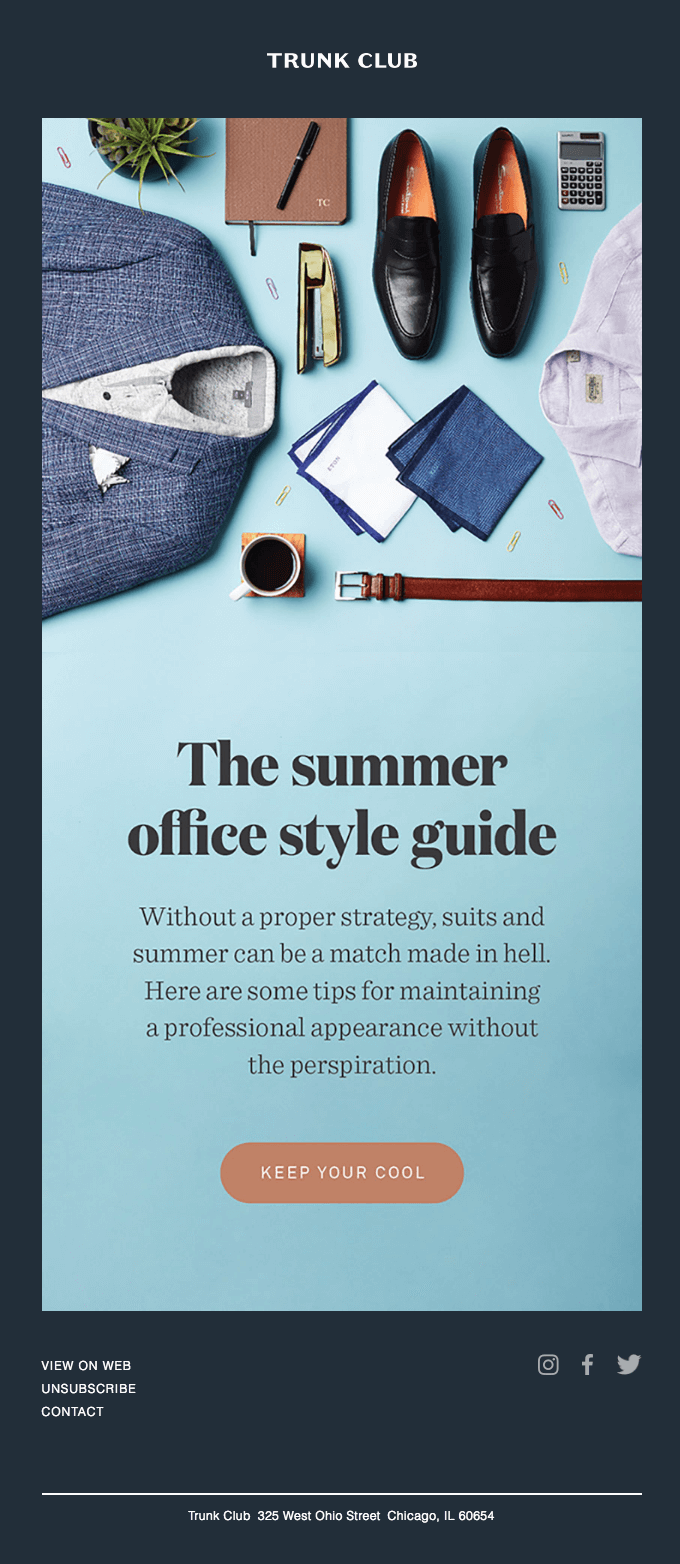 TRUNK CLUB
TC
The summer
office style guide
Without a proper strategy, suits and
summer can be a match made in hell.
Here are some tips for maintaining
a professional appearance without
the perspiration.
KEEP YOUR COOL
VIEW ON WEB
UNSUBSCRIBE
CONTACT
Trunk Club 325 West Ohio Street Chicago, IL 60654